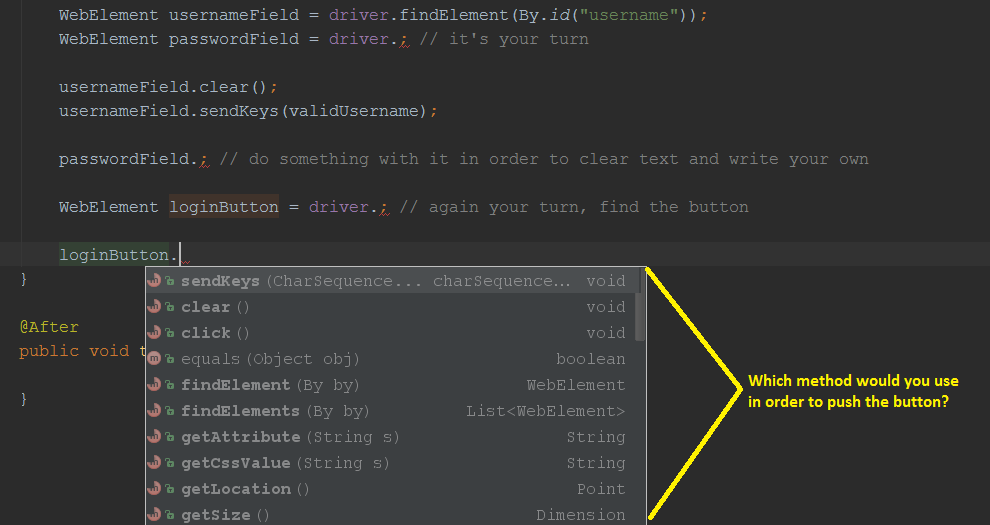 WebElement usernameField = driver.findElement(By.id("username"));
WebElement passwordField = driver.; // it's your turn
usernameField.clear();
usernameField.sendKeys(validUsername);
passwordField.; // do something with it in order to clear text and write your own
WebElement loginButton = driver.; // again your turn, find the button
loginButton.
}
sendKeys(CharSequence... charSequence… void
clear() void
click() void
equals(Object obj) boolean
findElement(By by) WebElement
findElements(By by) List<WebElement>
getAttribute(String s) String
getCssValue(String s) String
getLocation() Point
getSize() Dimension
@After
public void t
}
Which method would you use
in order to push the button?